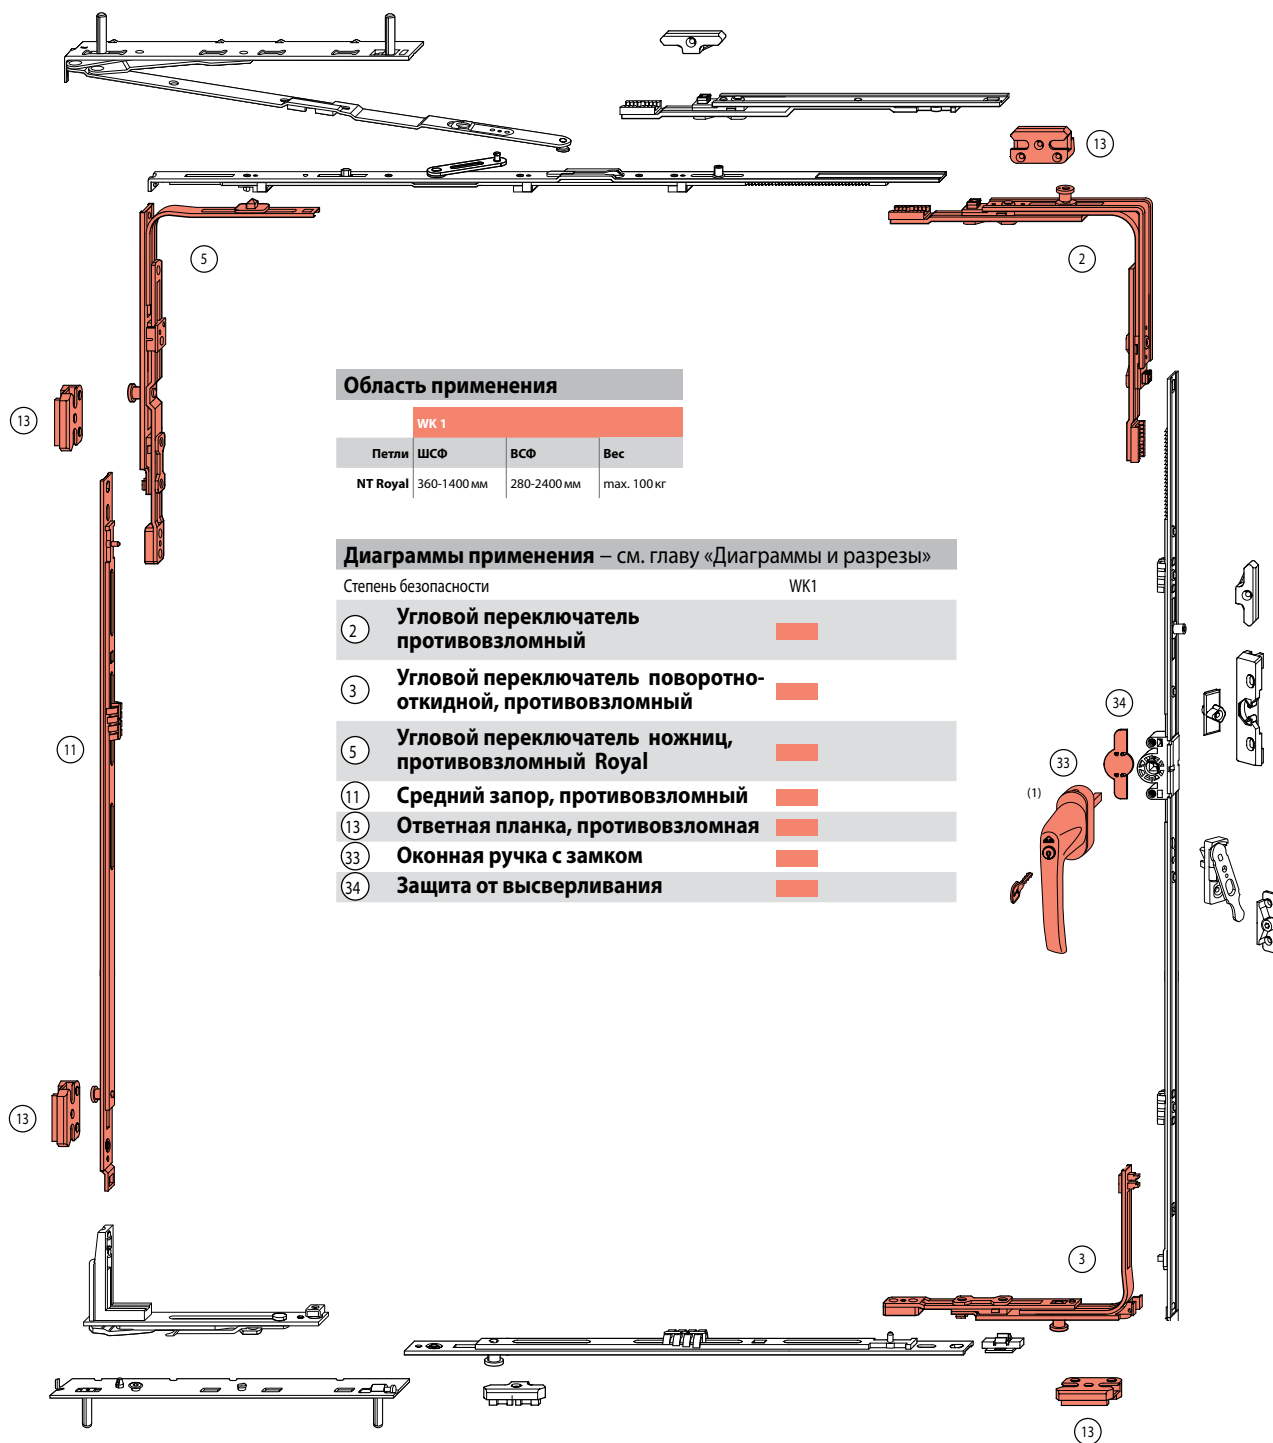 13
5
2
13
Область применения
WK 1
Петли ШСФ ВСФ Вес
NT Royal 360-1400 мм 280-2400 мм max. 100 кг
Диаграммы применения – см. главу «Диаграммы и разрезы»
Степень безопасности WK1
2 Угловой переключатель
противовзломный
3 Угловой переключатель поворотно-
откидной, противовзломный
5 Угловой переключатель ножниц,
противовзломный Royal
11 Средний запор, противовзломный
13 Ответная планка, противовзломная
33 Оконная ручка с замком
34 Защита от высверливания
34
11
33
(1)
13
3
13